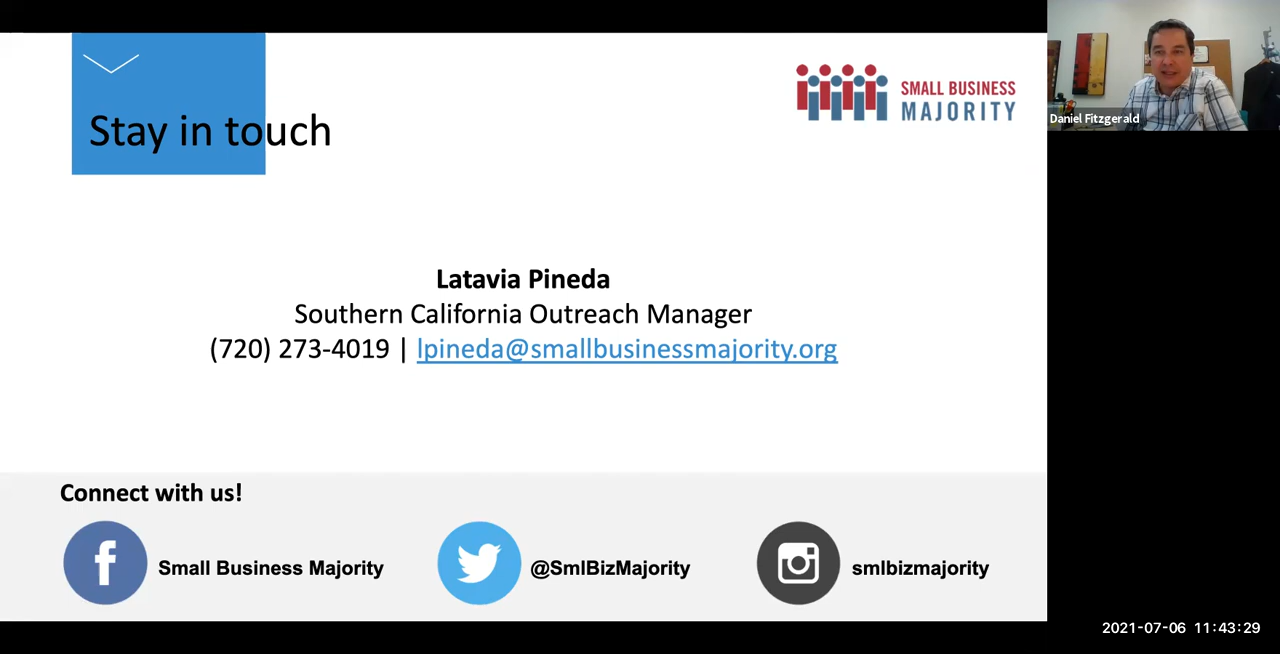 Stay in touch
SMALL BUSINESS
MAJORITY
Daniel Fitzgerald
Latavia Pineda
Southern California Outreach Manager
(720) 273-4019 | lpineda@smallbusinessmajority.org
Connect with us!
Small Business Majority
@SmlBizMajority
smlbizmajority
2021-07-06 11:43:29